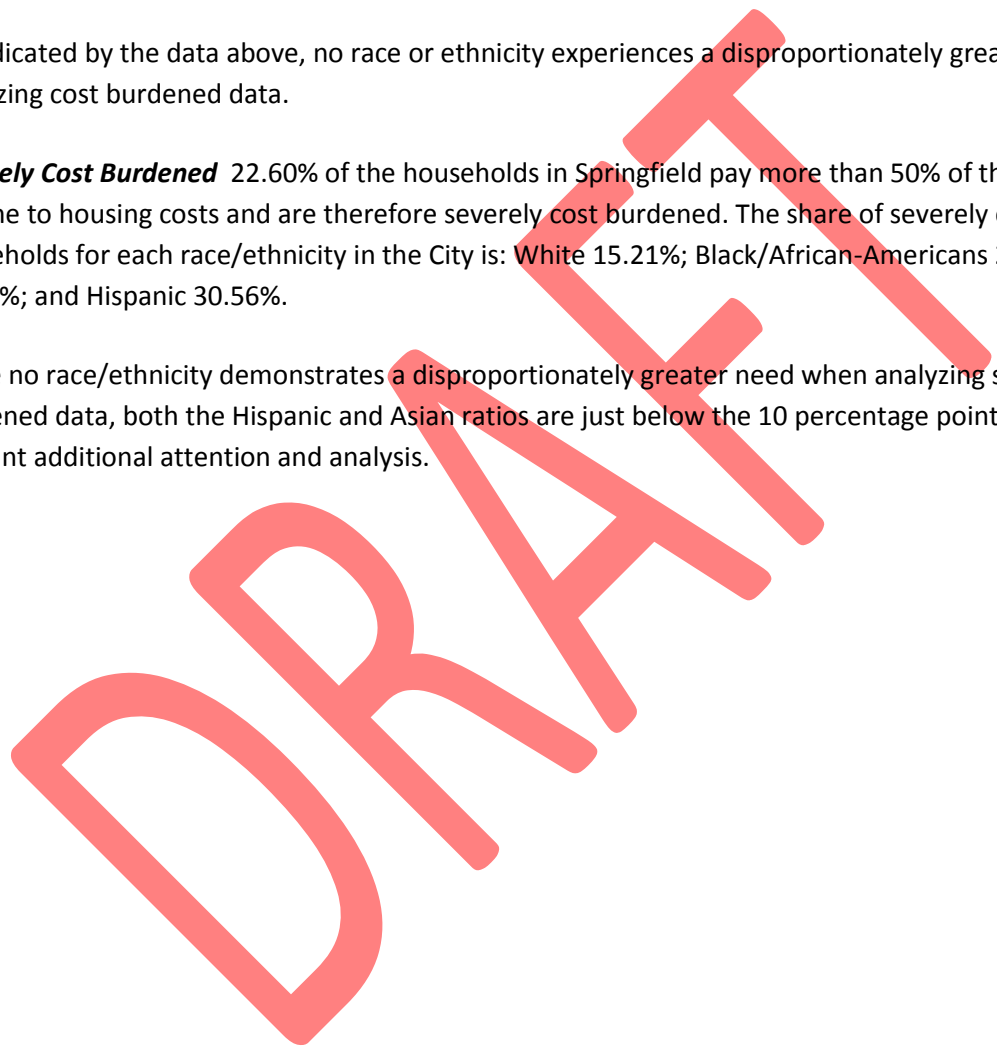 dicated by the data above, no race or ethnicity experiences a disproportionately grea
zing cost burdened data.
ely Cost Burdened 22.60% of the households in Springfield pay more than 50% of th
ne to housing costs and are therefore severely cost burdened. The share of severely
eholds for each race/ethnicity in the City is: White 15.21%; Black/African-Americans
%; and Hispanic 30.56%.
e no race/ethnicity demonstrates a disproportionately greater need when analyzing s
ened data, both the Hispanic and Asian ratios are just below the 10 percentage point
nt additional attention and analysis.
DRAFT